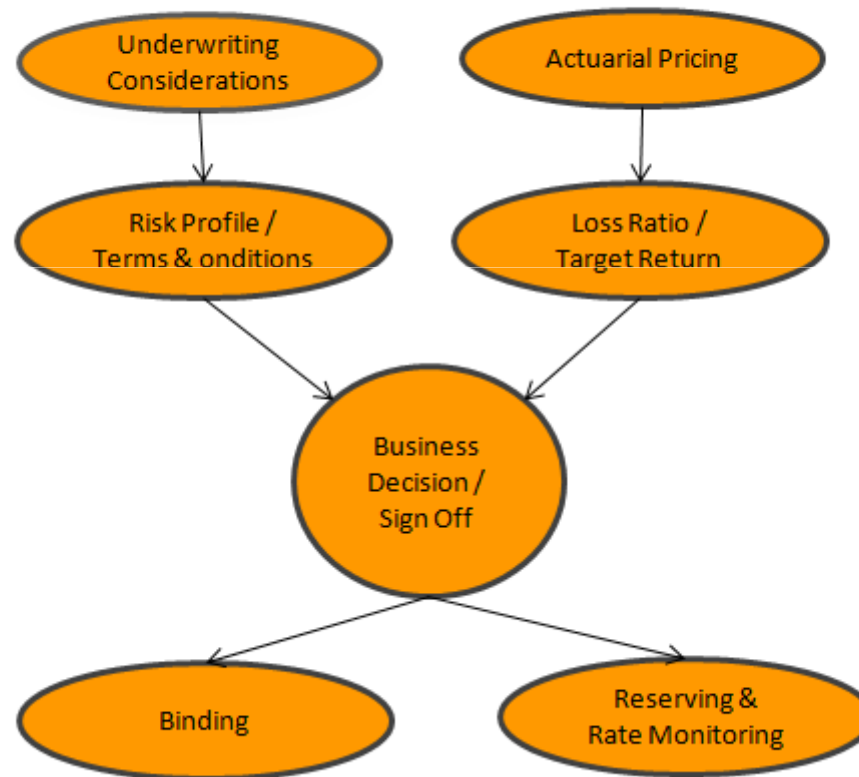 Underwriting
Considerations
Actuarial Pricing
Risk Profile /
Terms & onditions
Loss Ratio /
Target Return
Business
Decision /
Sign Off
Binding
Reserving &
Rate Monitoring